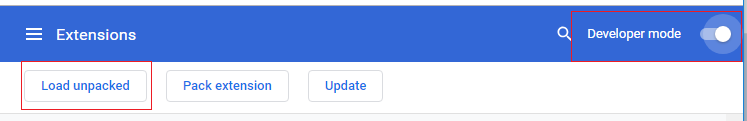 Extensions
Developer mode
Load unpacked
Pack extension
Update